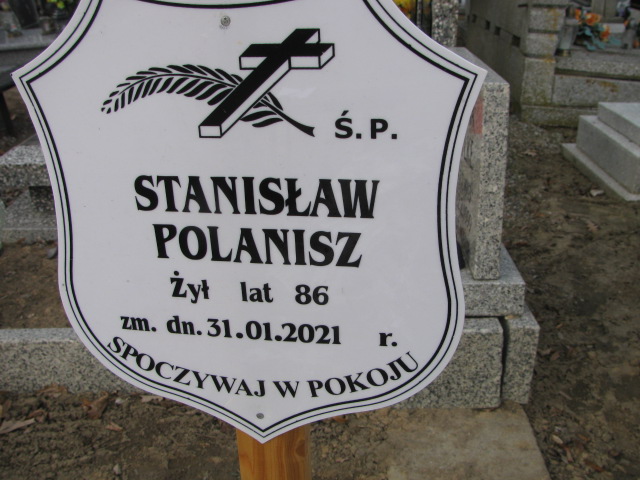 Ś.P.
STANISŁAW
POLANISZ
Żył lat 86
zm. dn. 31.01.2021 r.
SPOCZYWAJ W POKOJU